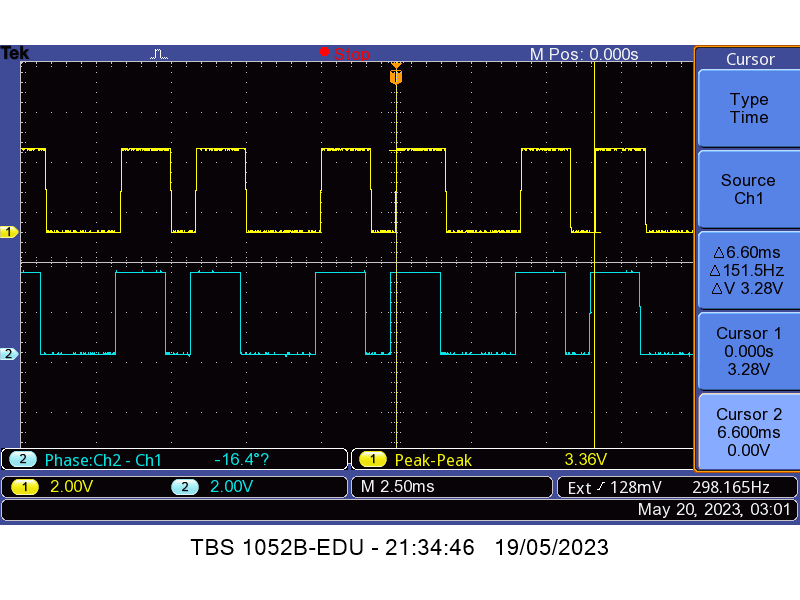 Tek Stop M Pos: 0.000s
Cursor
Type
Time
Source
Ch1
△6.60ms
△151.5Hz
△V 3.28V
Cursor 1
0.000s
3.28V
Cursor 2
6.600ms
0.00V
T
1
2
2 Phase:Ch2 - Ch1 -16.4°? 1 Peak-Peak 3.36V
1 2.00V 2 2.00V M 2.50ms Ext 128mV 298.165Hz
May 20, 2023, 03:01
TBS 1052B-EDU - 21:34:46 19/05/2023